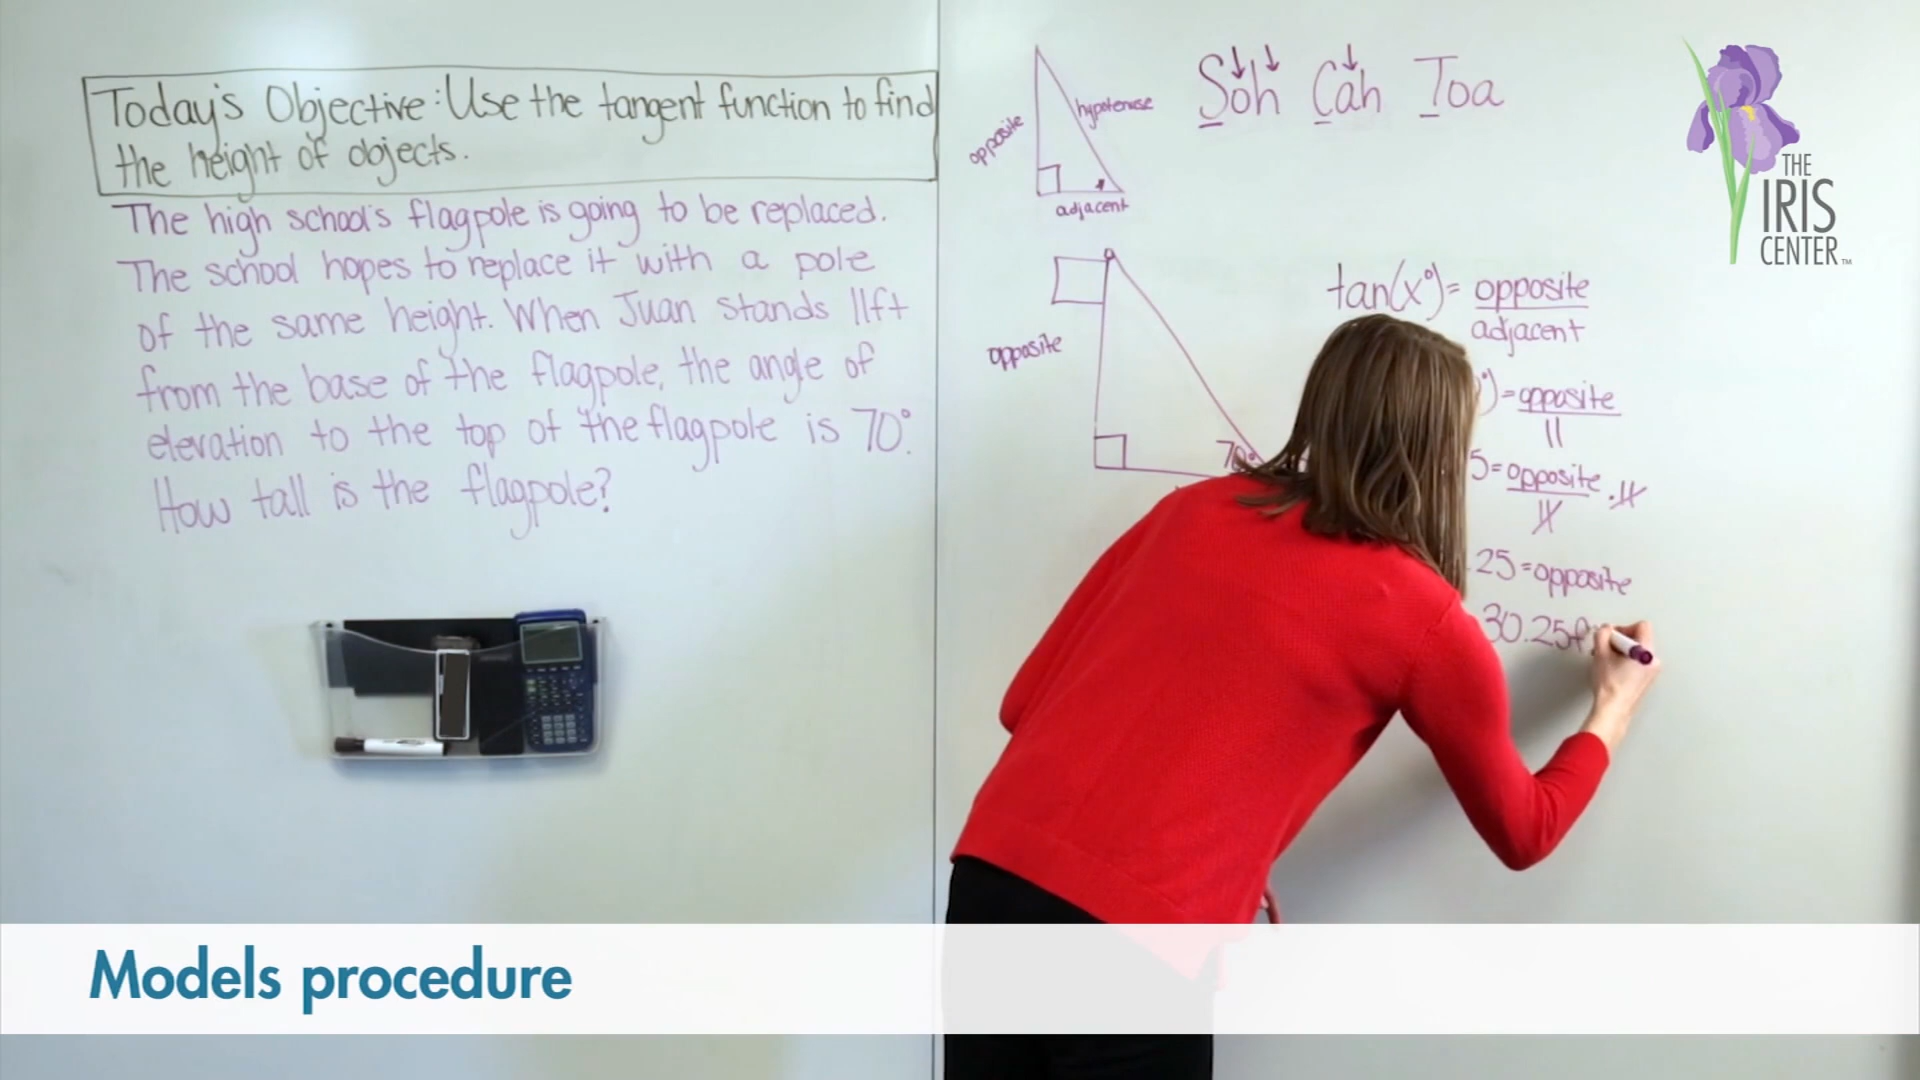 Today's Objective: Use the tangent function to find
the height of objects.
The high school's flagpole is going to be replaced.
The school hopes to replace it with a pole
of the same height. When Juan stands 11ft
from the base of the flagpole, the angle of
elevation to the top of the flagpole is 70°.
How tall is the flagpole?
Soh Cah Toa
opposite
hypotenuse
adjacent
opposite
70°
tan(x°)= opposite
adjacent
)=opposite
11
5=opposite ·11
11
.25=opposite
30.25f
THE
IRIS
CENTER™
Models procedure